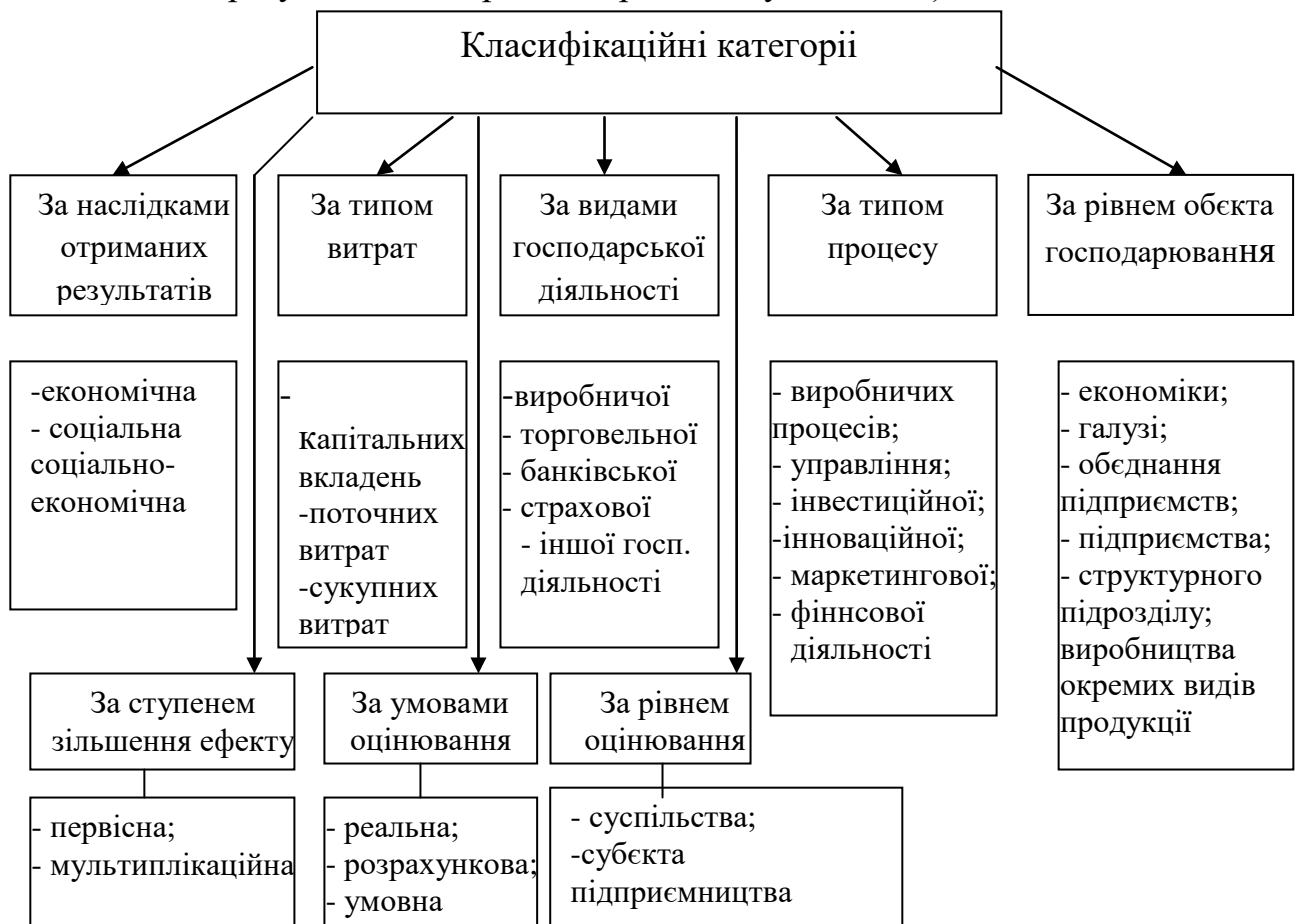 Класифікаційні категоріі
За наслідками
отриманих
результатів
За типом
витрат
За видами
господарської
діяльності
За типом
процесу
За рівнем обєкта
господарювання
-економічна
- соціальна
соціально-
економічна
-
капітальних
вкладень
-поточних
витрат
-сукупних
витрат
-виробничої
- торговельної
- банківської
- страхової
- іншої госп.
діяльності
- виробничих
процесів;
- управління;
- інвестиційної;
-інноваційної;
- маркетингової;
- фіннсової
діяльності
- економіки;
- галузі;
- обєднання
підприємств;
- підприємства;
- структурного
підрозділу;
виробництва
окремих видів
продукції
За ступенем
зільшення ефекту
За умовами
оцінювання
За рівнем
оцінювання
- первісна;
- мультиплікаційна
- реальна;
- розрахункова;
- умовна
- суспільства;
-субєкта
підприємництва